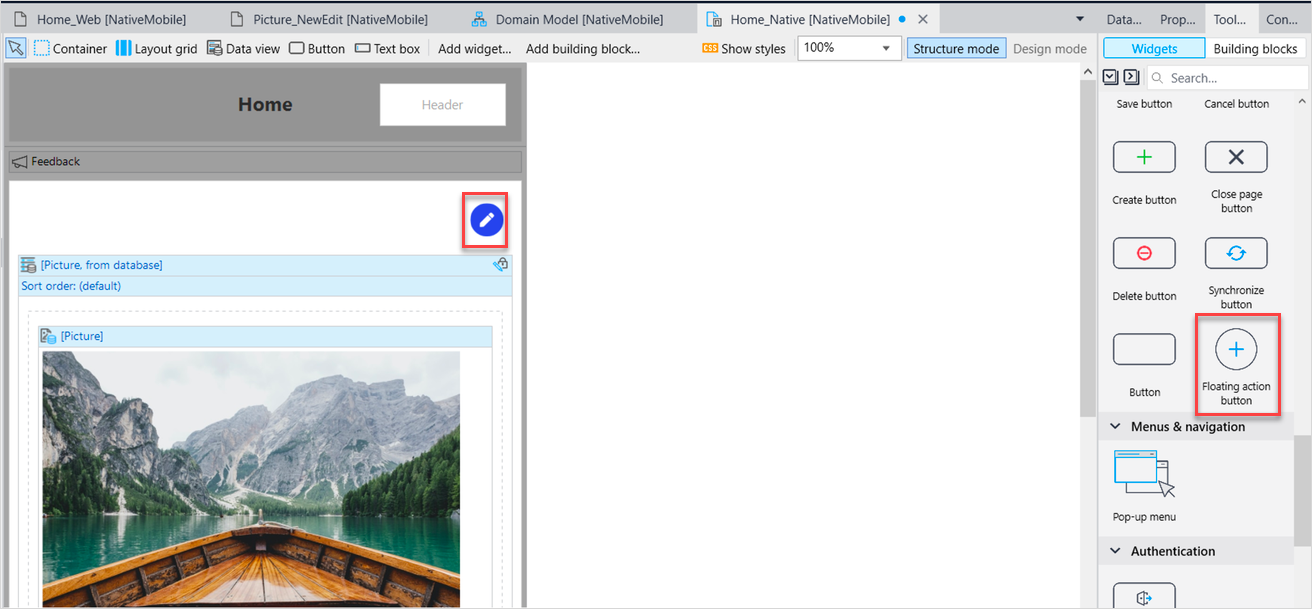 Home_Web [NativeMobile]
Picture_NewEdit [NativeMobile]
Domain Model [NativeMobile]
Home_Native [NativeMobile]
Data...
Prop...
Tool...
Con...
Container
Layout grid
Data view
Button
Text box
Add widget...
Add building block...
CSS
Show styles
100%
Structure mode
Design mode
Widgets
Building blocks
Search...
Home
Header
Feedback
[Picture, from database]
Sort order: (default)
[Picture]
Save button
Cancel button
Create button
Close page
button
Delete button
Synchronize
button
Button
Floating action
button
Menus & navigation
Pop-up menu
Authentication